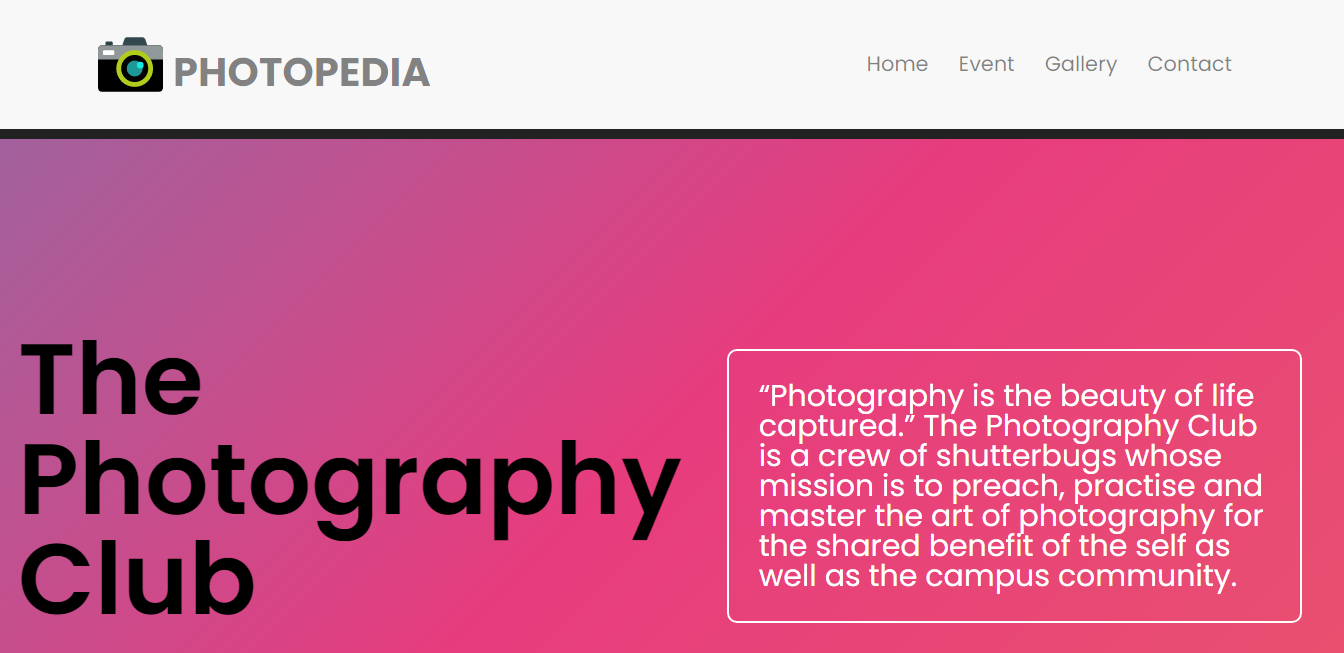 PHOTOPEDIA
Home Event Gallery Contact
The
Photography
Club
“Photography is the beauty of life
captured.” The Photography Club
is a crew of shutterbugs whose
mission is to preach, practise and
master the art of photography for
the shared benefit of the self as
well as the campus community.